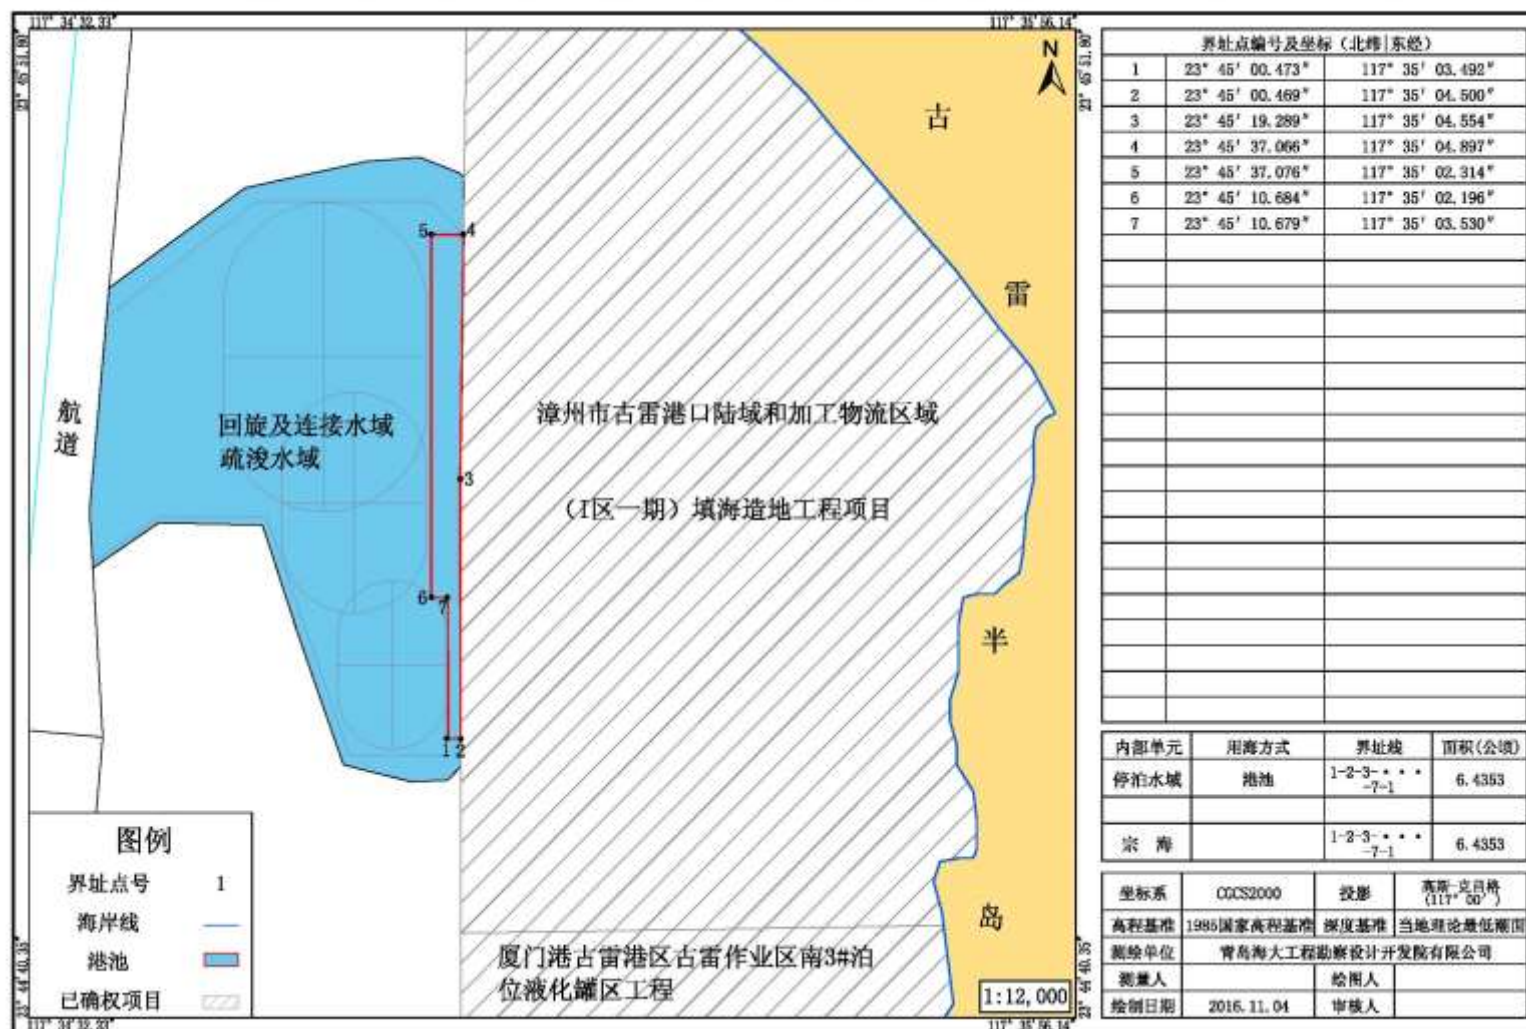 117° 34′ 32.33″
117° 35′ 56.14″
23° 45′ 51.80″
23° 45′ 51.80″
N
古
雷
半
岛
5
4
3
6
7
1
2
航
道
回旋及连接水域
疏浚水域
漳州市古雷港口陆域和加工物流区域
（I区一期）填海造地工程项目
厦门港古雷港区古雷作业区南3#泊
位液化罐区工程
1:12,000
图例
界址点号 1
海岸线
港池
已确权项目
23° 44′ 40.35″
23° 44′ 40.35″
117° 34′ 32.33″
117° 35′ 56.14″
界址点编号及坐标（北纬|东经）
1 23° 45′ 00.473″ 117° 35′ 03.492″
2 23° 45′ 00.469″ 117° 35′ 04.500″
3 23° 45′ 19.289″ 117° 35′ 04.554″
4 23° 45′ 37.066″ 117° 35′ 04.897″
5 23° 45′ 37.076″ 117° 35′ 02.314″
6 23° 45′ 10.684″ 117° 35′ 02.196″
7 23° 45′ 10.679″ 117° 35′ 03.530″
内部单元 用海方式 界址线 面积(公顷)
停泊水域 港池 1-2-3-··· 6.4353
-7-1
宗 海 1-2-3-··· 6.4353
-7-1
坐标系 CGCS2000 投影 高斯-克吕格
(117° 00′)
高程基准 1985国家高程基准 深度基准 当地理论最低潮面
测绘单位 青岛海大工程勘察设计开发院有限公司
测量人 绘图人
绘制日期 2016.11.04 审核人